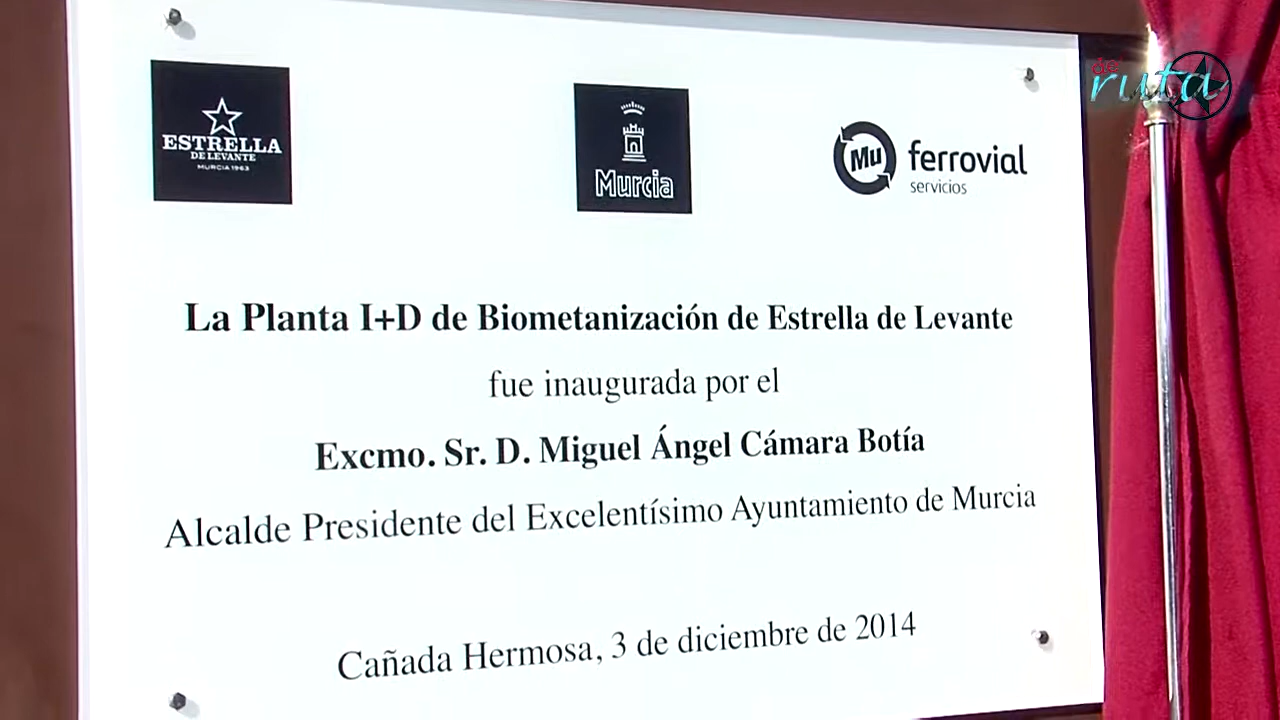 de
ruta
ESTRELLA
DE LEVANTE
MURCIA 1963
Murcia
Mu
ferrovial
servicios
La Planta I+D de Biometanización de Estrella de Levante
fue inaugurada por el
Excmo. Sr. D. Miguel Ángel Cámara Botía
Alcalde Presidente del Excelentísimo Ayuntamiento de Murcia
Cañada Hermosa, 3 de diciembre de 2014